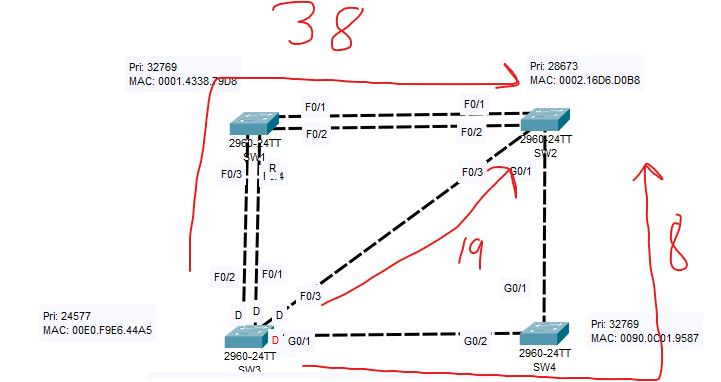 38
Pri: 32769
MAC: 0001.4338.79D8
Pri: 28673
MAC: 0002.16D6.D0B8
F0/1
F0/1
F0/2
F0/2
2960-24TT
SW1
2960-24TT
SW2
F0/3
R
F0/3
G0/1
19
8
F0/2
F0/1
F0/3
G0/1
Pri: 24577
MAC: 00E0.F9E6.44A5
D
D
D
D
G0/1
G0/2
2960-24TT
SW3
2960-24TT
SW4
Pri: 32769
MAC: 0090.0C01.9587